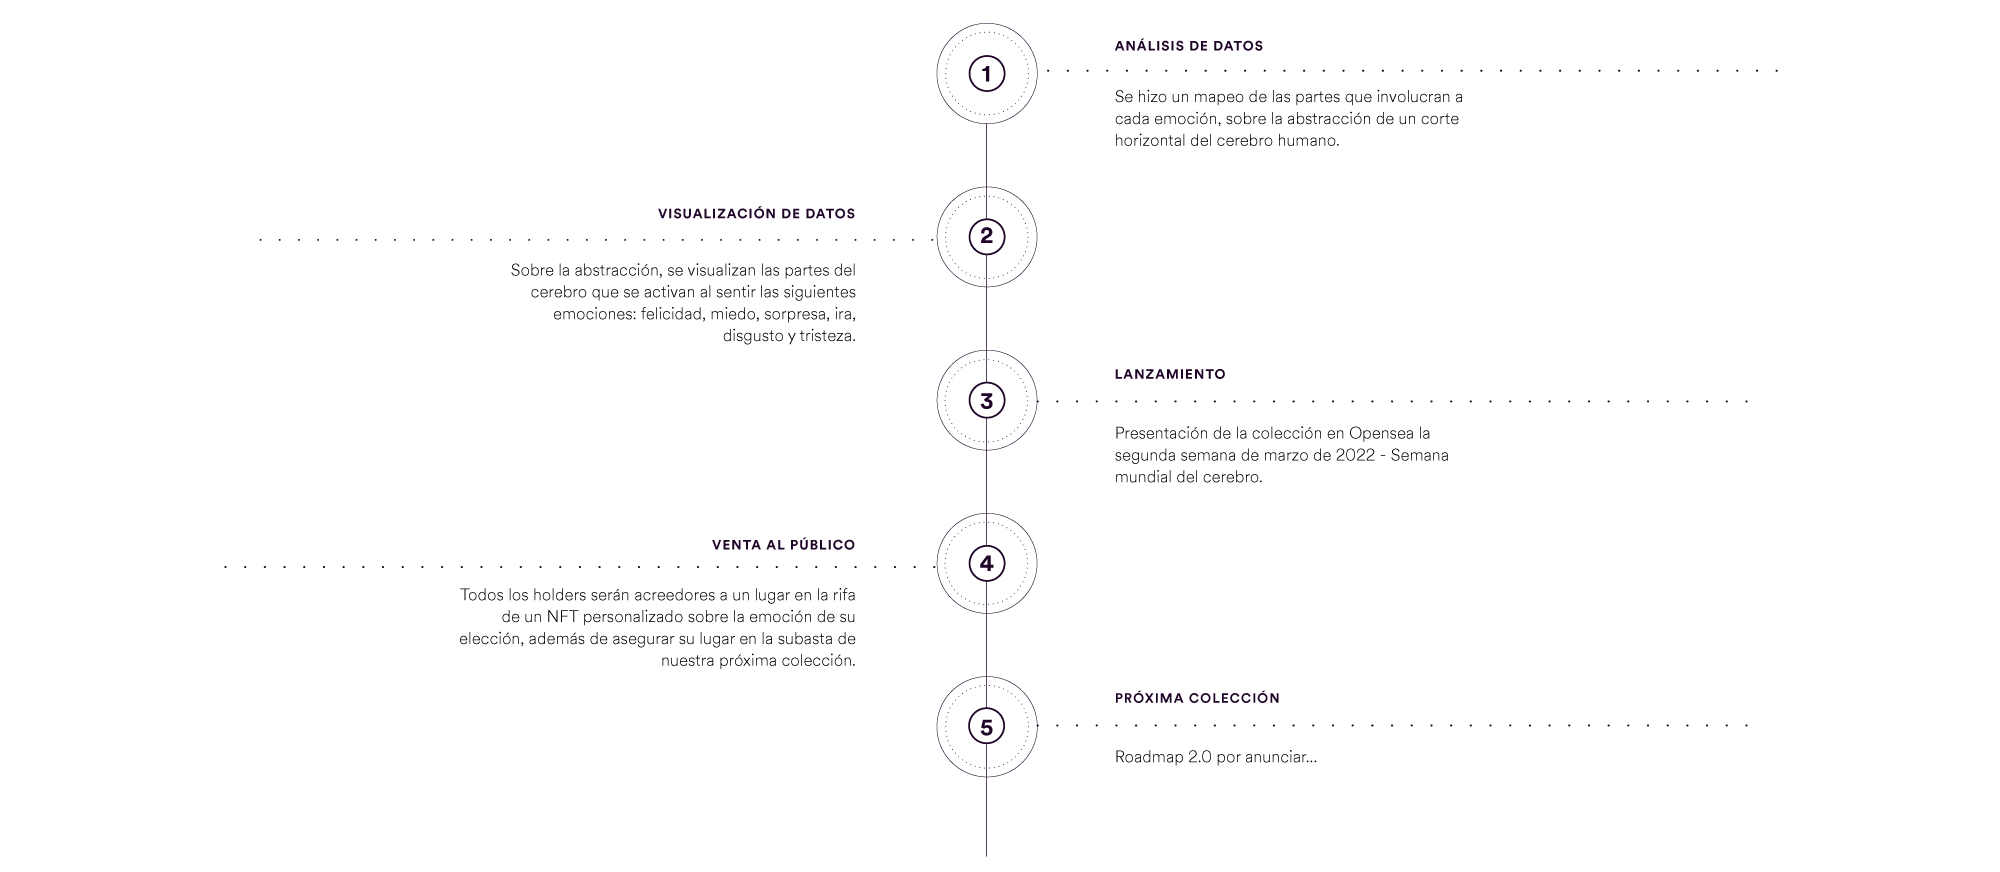 1
ANÁLISIS DE DATOS
Se hizo un mapeo de las partes que involucran a
cada emoción, sobre la abstracción de un corte
horizontal del cerebro humano.
2
VISUALIZACIÓN DE DATOS
Sobre la abstracción, se visualizan las partes del
cerebro que se activan al sentir las siguientes
emociones: felicidad, miedo, sorpresa, ira,
disgusto y tristeza.
3
LANZAMIENTO
Presentación de la colección en Opensea la
segunda semana de marzo de 2022 - Semana
mundial del cerebro.
4
VENTA AL PÚBLICO
Todos los holders serán acreedores a un lugar en la rifa
de un NFT personalizado sobre la emoción de su
elección, además de asegurar su lugar en la subasta de
nuestra próxima colección.
5
PRÓXIMA COLECCIÓN
Roadmap 2.0 por anunciar...